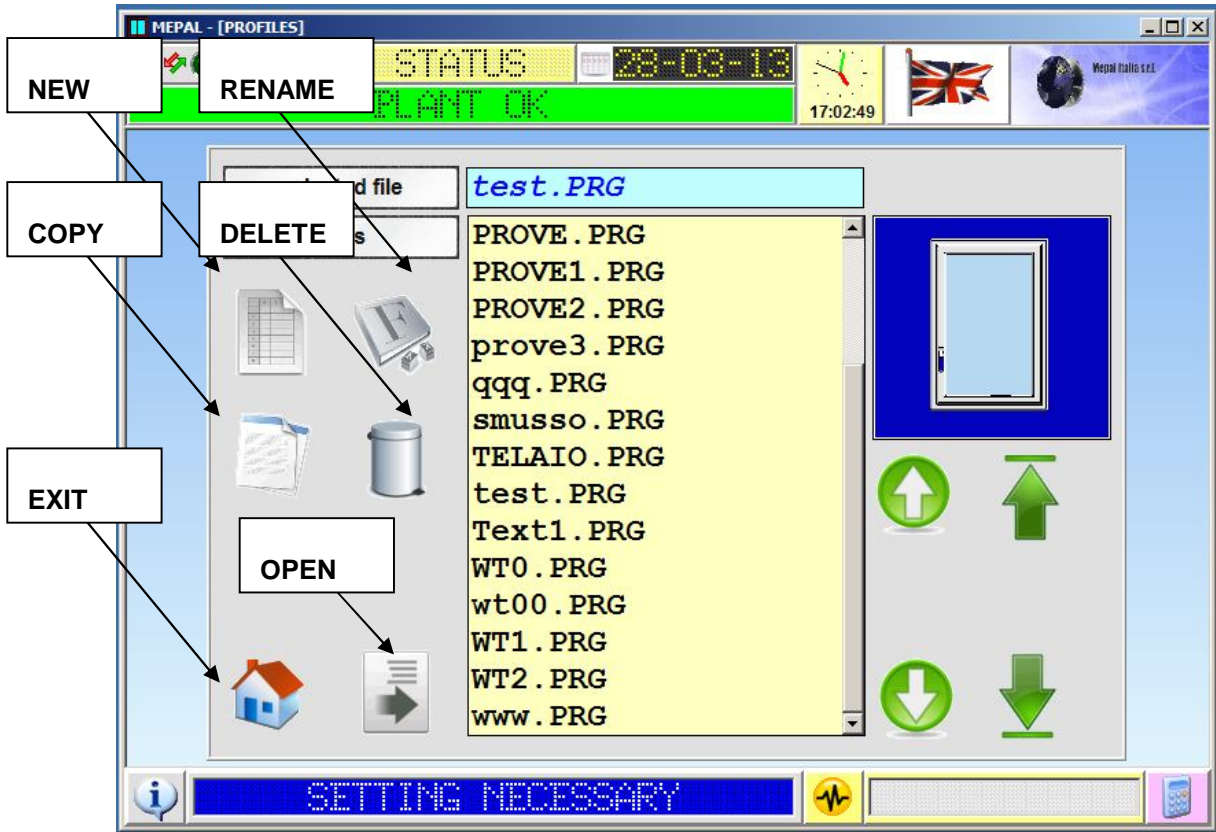 MEPAL - [PROFILES]
STATUS
28-03-13
Mepal Italia s.r.l.
NEW
RENAME
PLANT OK
17:02:49
file
test.PRG
COPY
DELETE
PROVE.PRG
PROVE1.PRG
PROVE2.PRG
prove3.PRG
qqq.PRG
smusso.PRG
TELAIO.PRG
test.PRG
Text1.PRG
WT0.PRG
wt00.PRG
WT1.PRG
WT2.PRG
www.PRG
EXIT
OPEN
SETTING NECESSARY